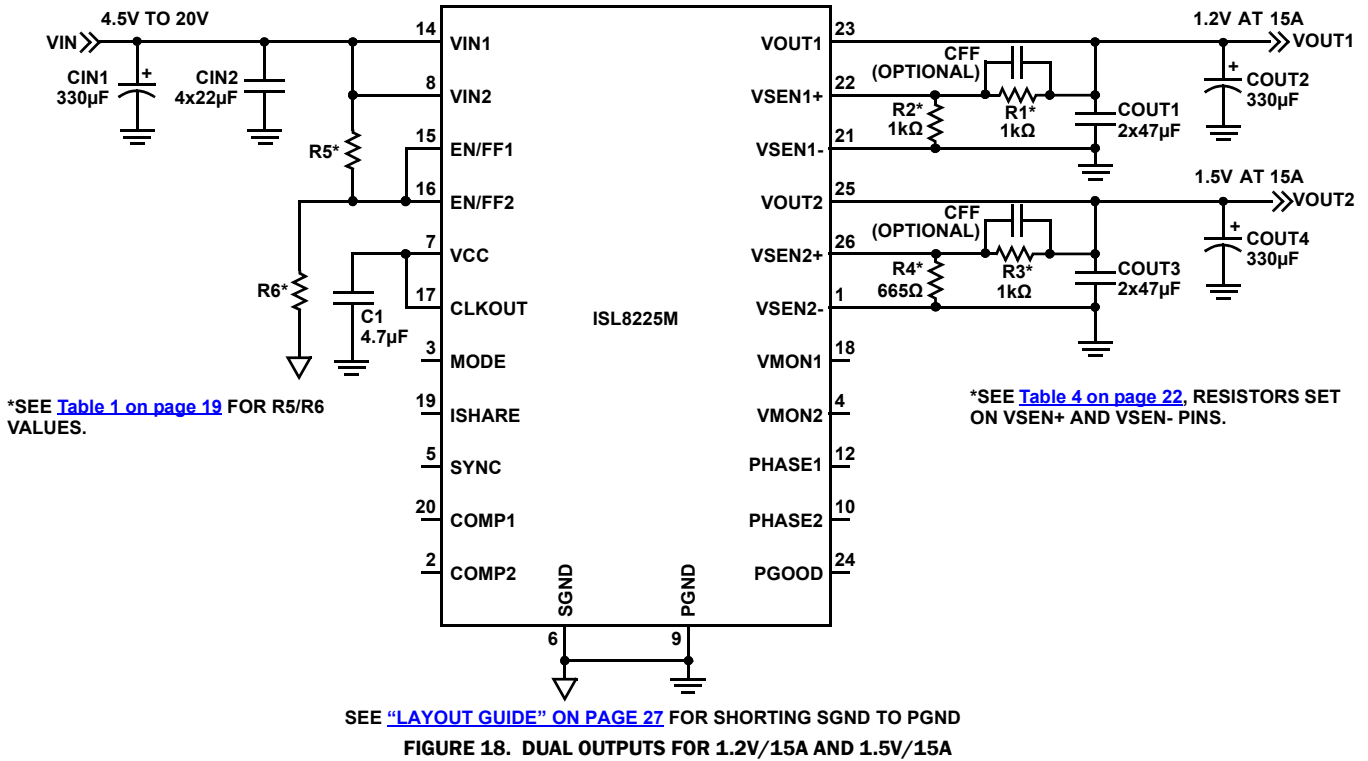 4.5V TO 20V
VIN
CIN1
330µF
+
CIN2
4x22µF
R5*
R6*
C1
4.7µF
14 VIN1
8 VIN2
15 EN/FF1
16 EN/FF2
7 VCC
17 CLKOUT
3 MODE
19 ISHARE
5 SYNC
20 COMP1
2 COMP2
ISL8225M
SGND
6
PGND
9
VOUT1 23
VSEN1+ 22
VSEN1- 21
VOUT2 25
VSEN2+ 26
VSEN2- 1
VMON1 18
VMON2 4
PHASE1 12
PHASE2 10
PGOOD 24
1.2V AT 15A
VOUT1
CFF
(OPTIONAL)
R2*
1kΩ
R1*
1kΩ
COUT1
2x47µF
+
COUT2
330µF
1.5V AT 15A
VOUT2
CFF
(OPTIONAL)
R4*
665Ω
R3*
1kΩ
COUT3
2x47µF
+
COUT4
330µF
*SEE Table 1 on page 19 FOR R5/R6
VALUES.
*SEE Table 4 on page 22, RESISTORS SET
ON VSEN+ AND VSEN- PINS.
SEE "LAYOUT GUIDE" ON PAGE 27 FOR SHORTING SGND TO PGND
FIGURE 18. DUAL OUTPUTS FOR 1.2V/15A AND 1.5V/15A